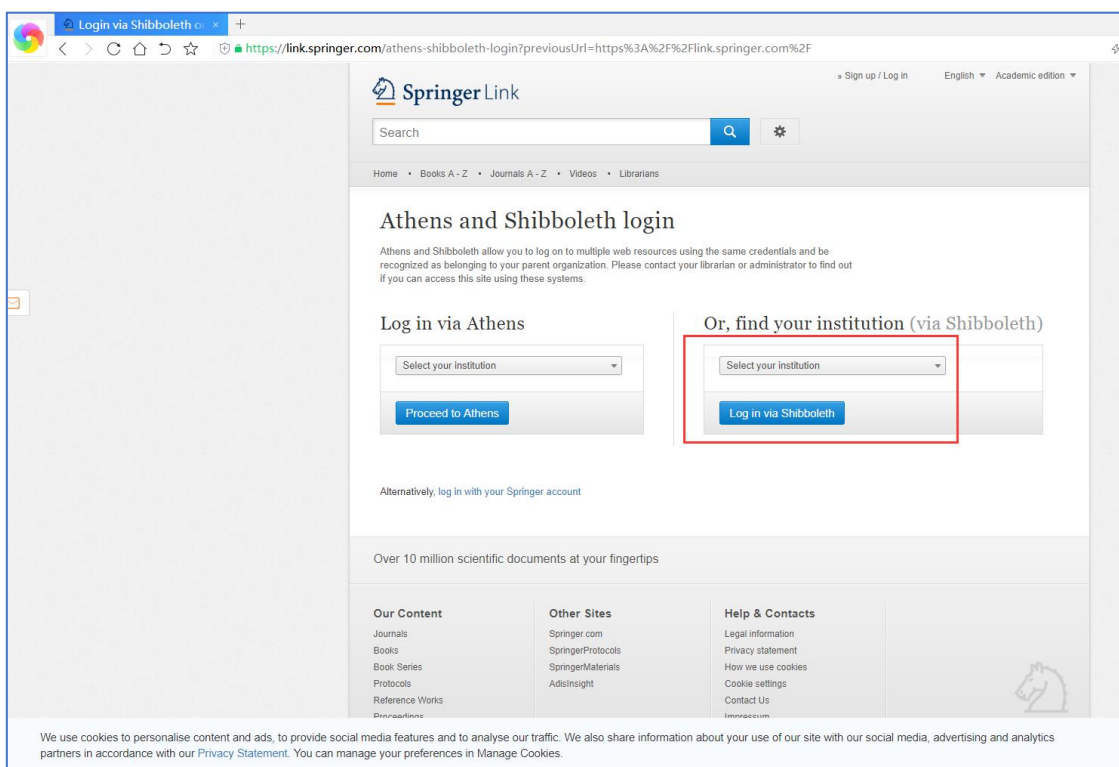 Login via Shibboleth o
https://link.springer.com/athens-shibboleth-login?previousUrl=https%3A%2F%2Flink.springer.com%2F
» Sign up / Log in English Academic edition
Springer Link
Search
Home • Books A - Z • Journals A - Z • Videos • Librarians
Athens and Shibboleth login
Athens and Shibboleth allow you to log on to multiple web resources using the same credentials and be
recognized as belonging to your parent organization. Please contact your librarian or administrator to find out
if you can access this site using these systems.
Log in via Athens
Select your institution
Proceed to Athens
Or, find your institution (via Shibboleth)
Select your institution
Log in via Shibboleth
Alternatively, log in with your Springer account
Over 10 million scientific documents at your fingertips
Our Content
Journals
Books
Book Series
Protocols
Reference Works
Proceedings
Other Sites
Springer.com
SpringerProtocols
SpringerMaterials
AdisInsight
Help & Contacts
Legal information
Privacy statement
How we use cookies
Cookie settings
Contact Us
Impressum
We use cookies to personalise content and ads, to provide social media features and to analyse our traffic. We also share information about your use of our site with our social media, advertising and analytics
partners in accordance with our Privacy Statement. You can manage your preferences in Manage Cookies.